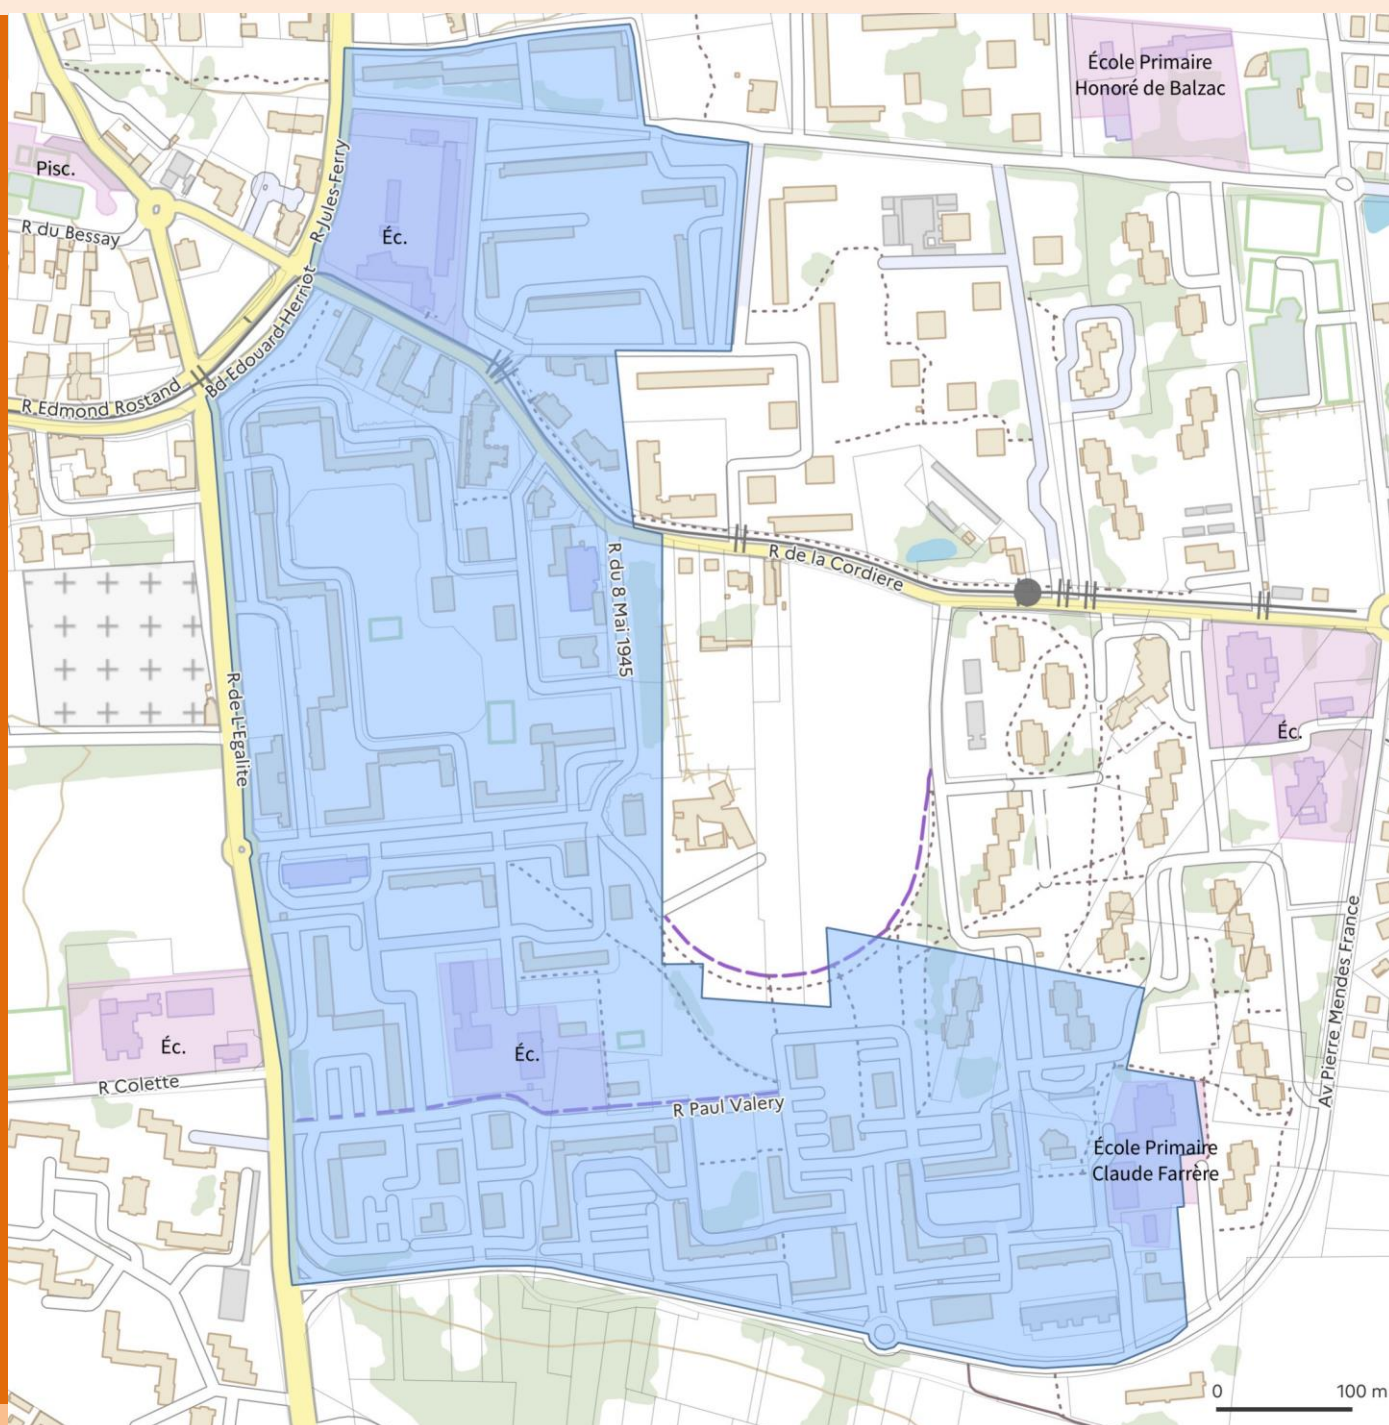 École Primaire
Honoré de Balzac
Pisc.
R Jules Ferry
Éc.
R du Bessay
Bd Edouard Herriot
R Edmond Rostand
R de la Cordiere
R du 8 Mai 1945
R de L'Egalite
Éc.
Av Pierre Mendes France
Éc.
Éc.
R Colette
R Paul Valery
École Primaire
Claude Farrère
0 100 m